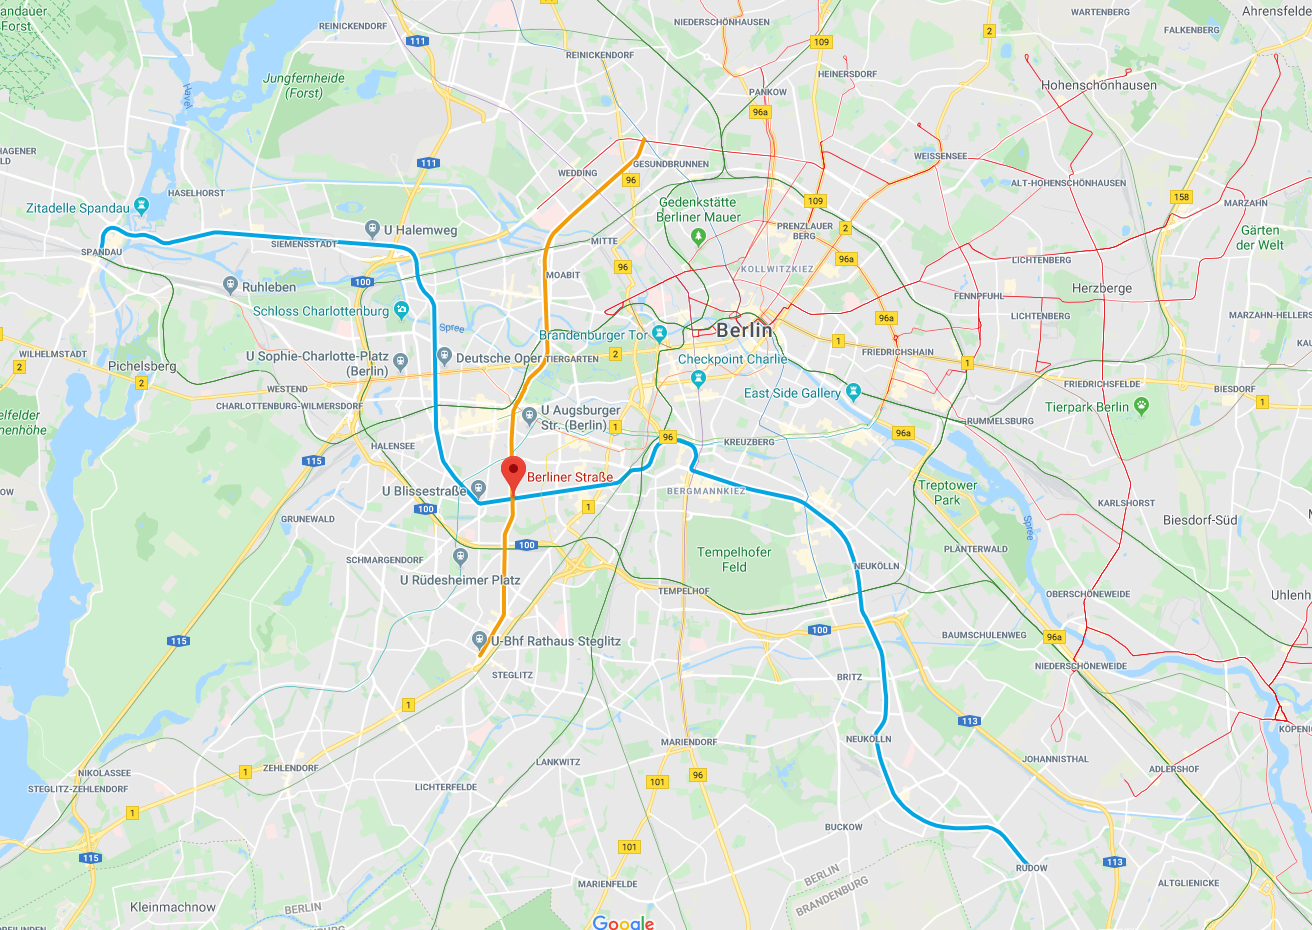 andauer
Forst
REINICKENDORF
111
NIEDERSCHÖNHAUSEN
109
WARTENBERG
2
FALKENBERG
Ahrensfelde
REINICKENDORF
Jungfernheide
(Forst)
HEINERSDORF
PANKOW
96a
Hohenschönhausen
Havel
HAGENER
LD
111
GESUNDBRUNNEN
WEDDING
96
WEISSENSEE
ALT-HOHENSCHÖNHAUSEN
HASELHORST
Zitadelle Spandau
Gedenkstätte
Berliner Mauer
109
158
MARZAHN
U Halemweg
SPANDAU
SIEMENSSTADT
MITTE
PRENZLAUER
BERG
2
Gärten
der Welt
96
96a
KOLLWITZKIEZ
LICHTENBERG
MOABIT
100
Ruhleben
Herzberge
FENNPFUHL
Schloss Charlottenburg
LICHTENBERG
96a
MARZAHN-HELLERS
Spree
Brandenburger Tor
Berlin
1
KAU
WILHELMSTADT
2
Pichelsberg
U Sophie-Charlotte-Platz
(Berlin)
Deutsche Oper
TIERGARTEN
2
Checkpoint Charlie
FRIEDRICHSHAIN
1
2
WESTEND
FRIEDRICHSFELDE
BIESDORF
1
East Side Gallery
CHARLOTTENBURG-WILMERSDORF
U Augsburger
Str. (Berlin)
1
Tierpark Berlin
elfelder
nenhöhe
RUMMELSBURG
96
KREUZBERG
96a
HALENSEE
115
Berliner Straße
U Blissestraße
BERGMANNKIEZ
Treptower
Park
OW
100
1
KARLSHORST
GRUNEWALD
Biesdorf-Süd
Spree
100
SCHMARGENDORF
Tempelhofer
Feld
PLÄNTERWALD
U Rüdesheimer Platz
NEUKÖLLN
TEMPELHOF
OBERSCHÖNEWEIDE
Uhlenh
100
115
U-Bhf Rathaus Steglitz
BAUMSCHULENWEG
96a
NIEDERSCHÖNEWEIDE
STEGLITZ
BRITZ
1
113
KÖPENIC
NEUKÖLLN
MARIENDORF
LANKWITZ
JOHANNISTHAL
ADLERSHOF
NIKOLASSEE
1
ZEHLENDORF
101
96
STEGLITZ-ZEHLENDORF
LICHTERFELDE
1
BUCKOW
101
115
113
RUDOW
MARIENFELDE
ALTGLIENICKE
BERLIN
BRANDENBURG
Kleinmachnow
BERLIN
Google